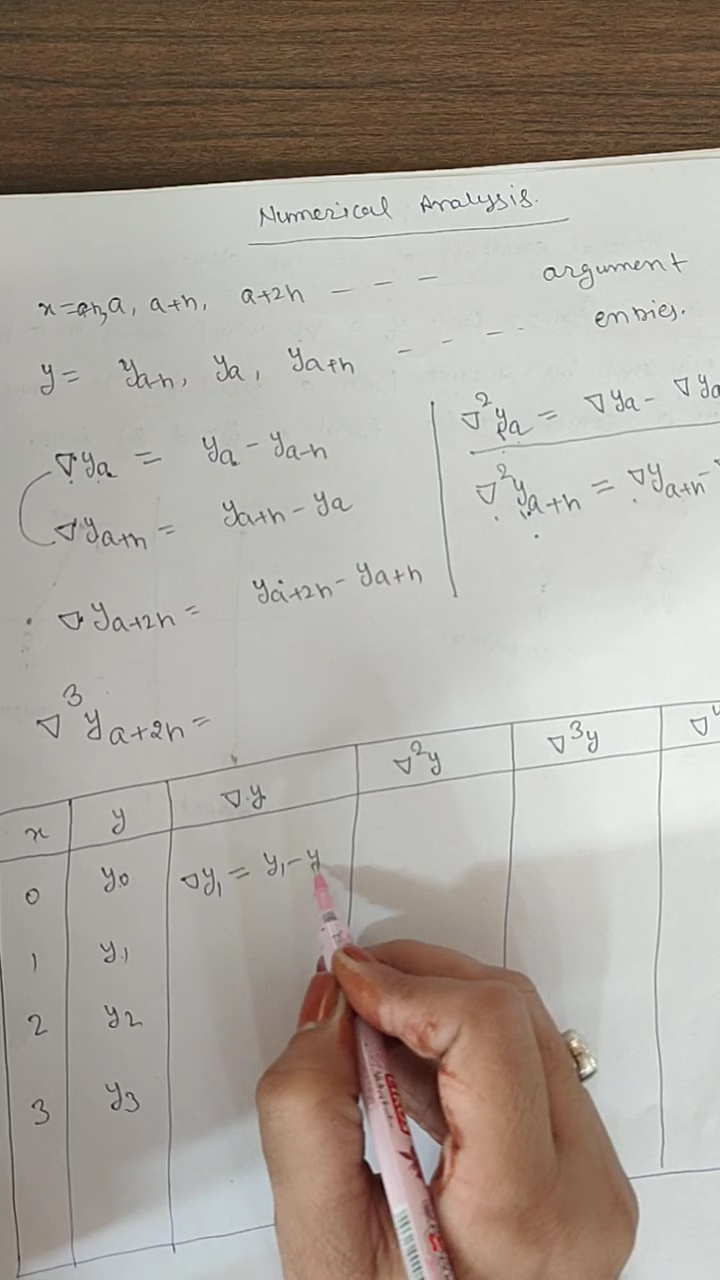 Numerical Analysis.
x = a-h, a, a+h, a+2h - - - argument
y = ya-h, ya, ya+h - - - - entries.
∇ya = ya - ya-h
∇ya+h = ya+h - ya
∇ya+2h = ya+2h - ya+h
∇³ya+2h =
∇²ya = ∇ya - ∇ya
∇²ya+h = ∇ya+h -
x y ∇y ∇²y ∇³y
0 y₀ ∇y₁ = y₁ - y
1 y₁
2 y₂
3 y₃